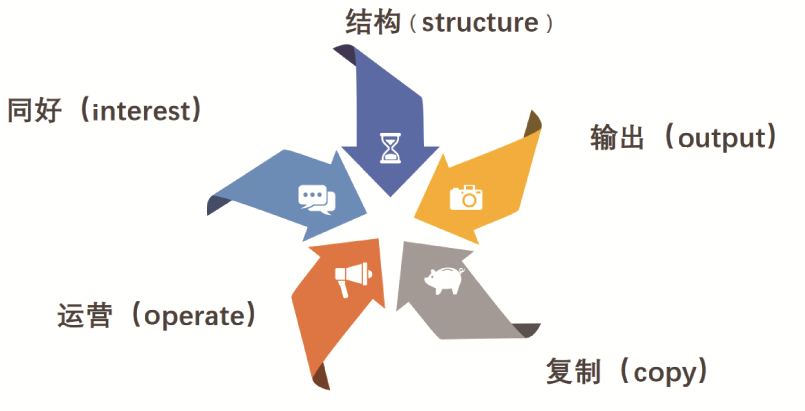 结构（structure）
同好（interest）
输出（output）
运营（operate）
复制（copy）